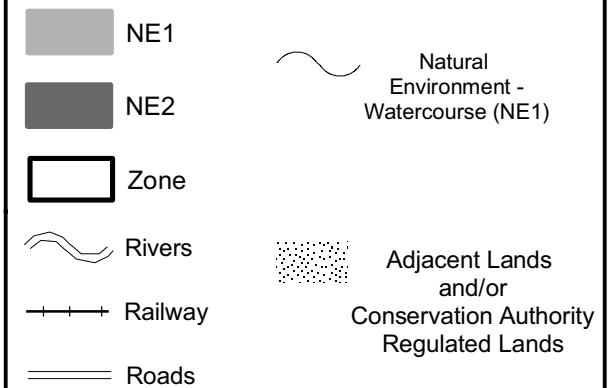 NE1
NE2
Zone
Rivers
Railway
Roads
Natural
Environment -
Watercourse (NE1)
Adjacent Lands
and/or
Conservation Authority
Regulated Lands